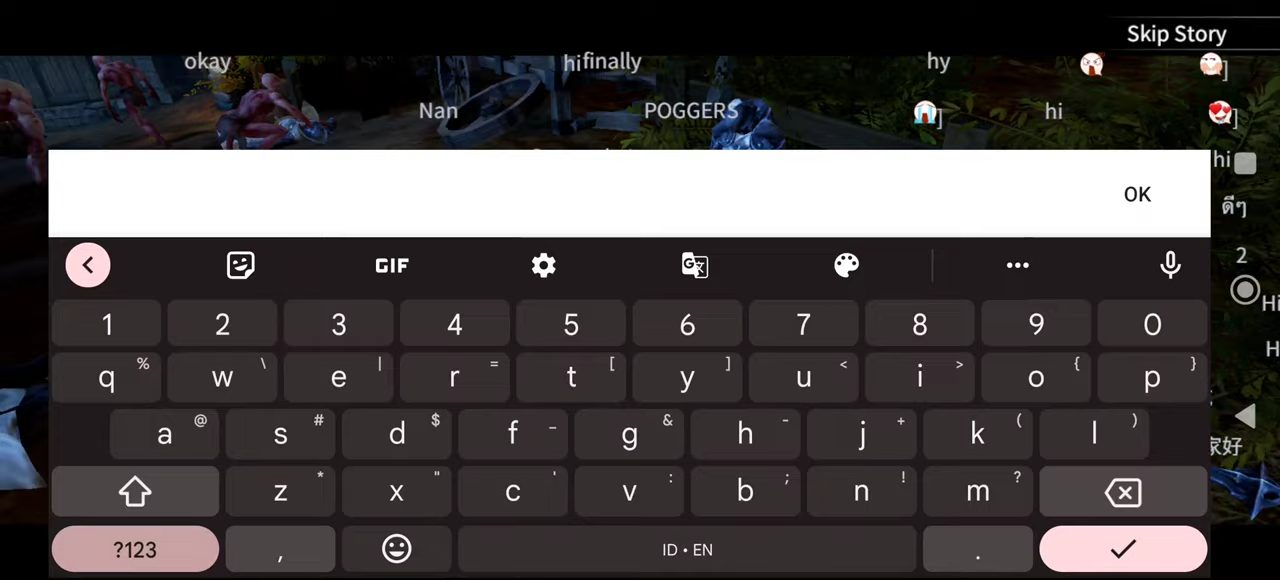 Skip Story
okay hi finally hy
Nan POGGERS hi
hi
OK
ดีๆ
GIF
2
1 2 3 4 5 6 7 8 9 0
Hi
% \ | = [ ] < > { }
q w e r t y u i o p
H
@ # $ _ & - + ( )
a s d f g h j k l
家好
* " ' : ; ! ?
z x c v b n m
?123 , ID • EN .